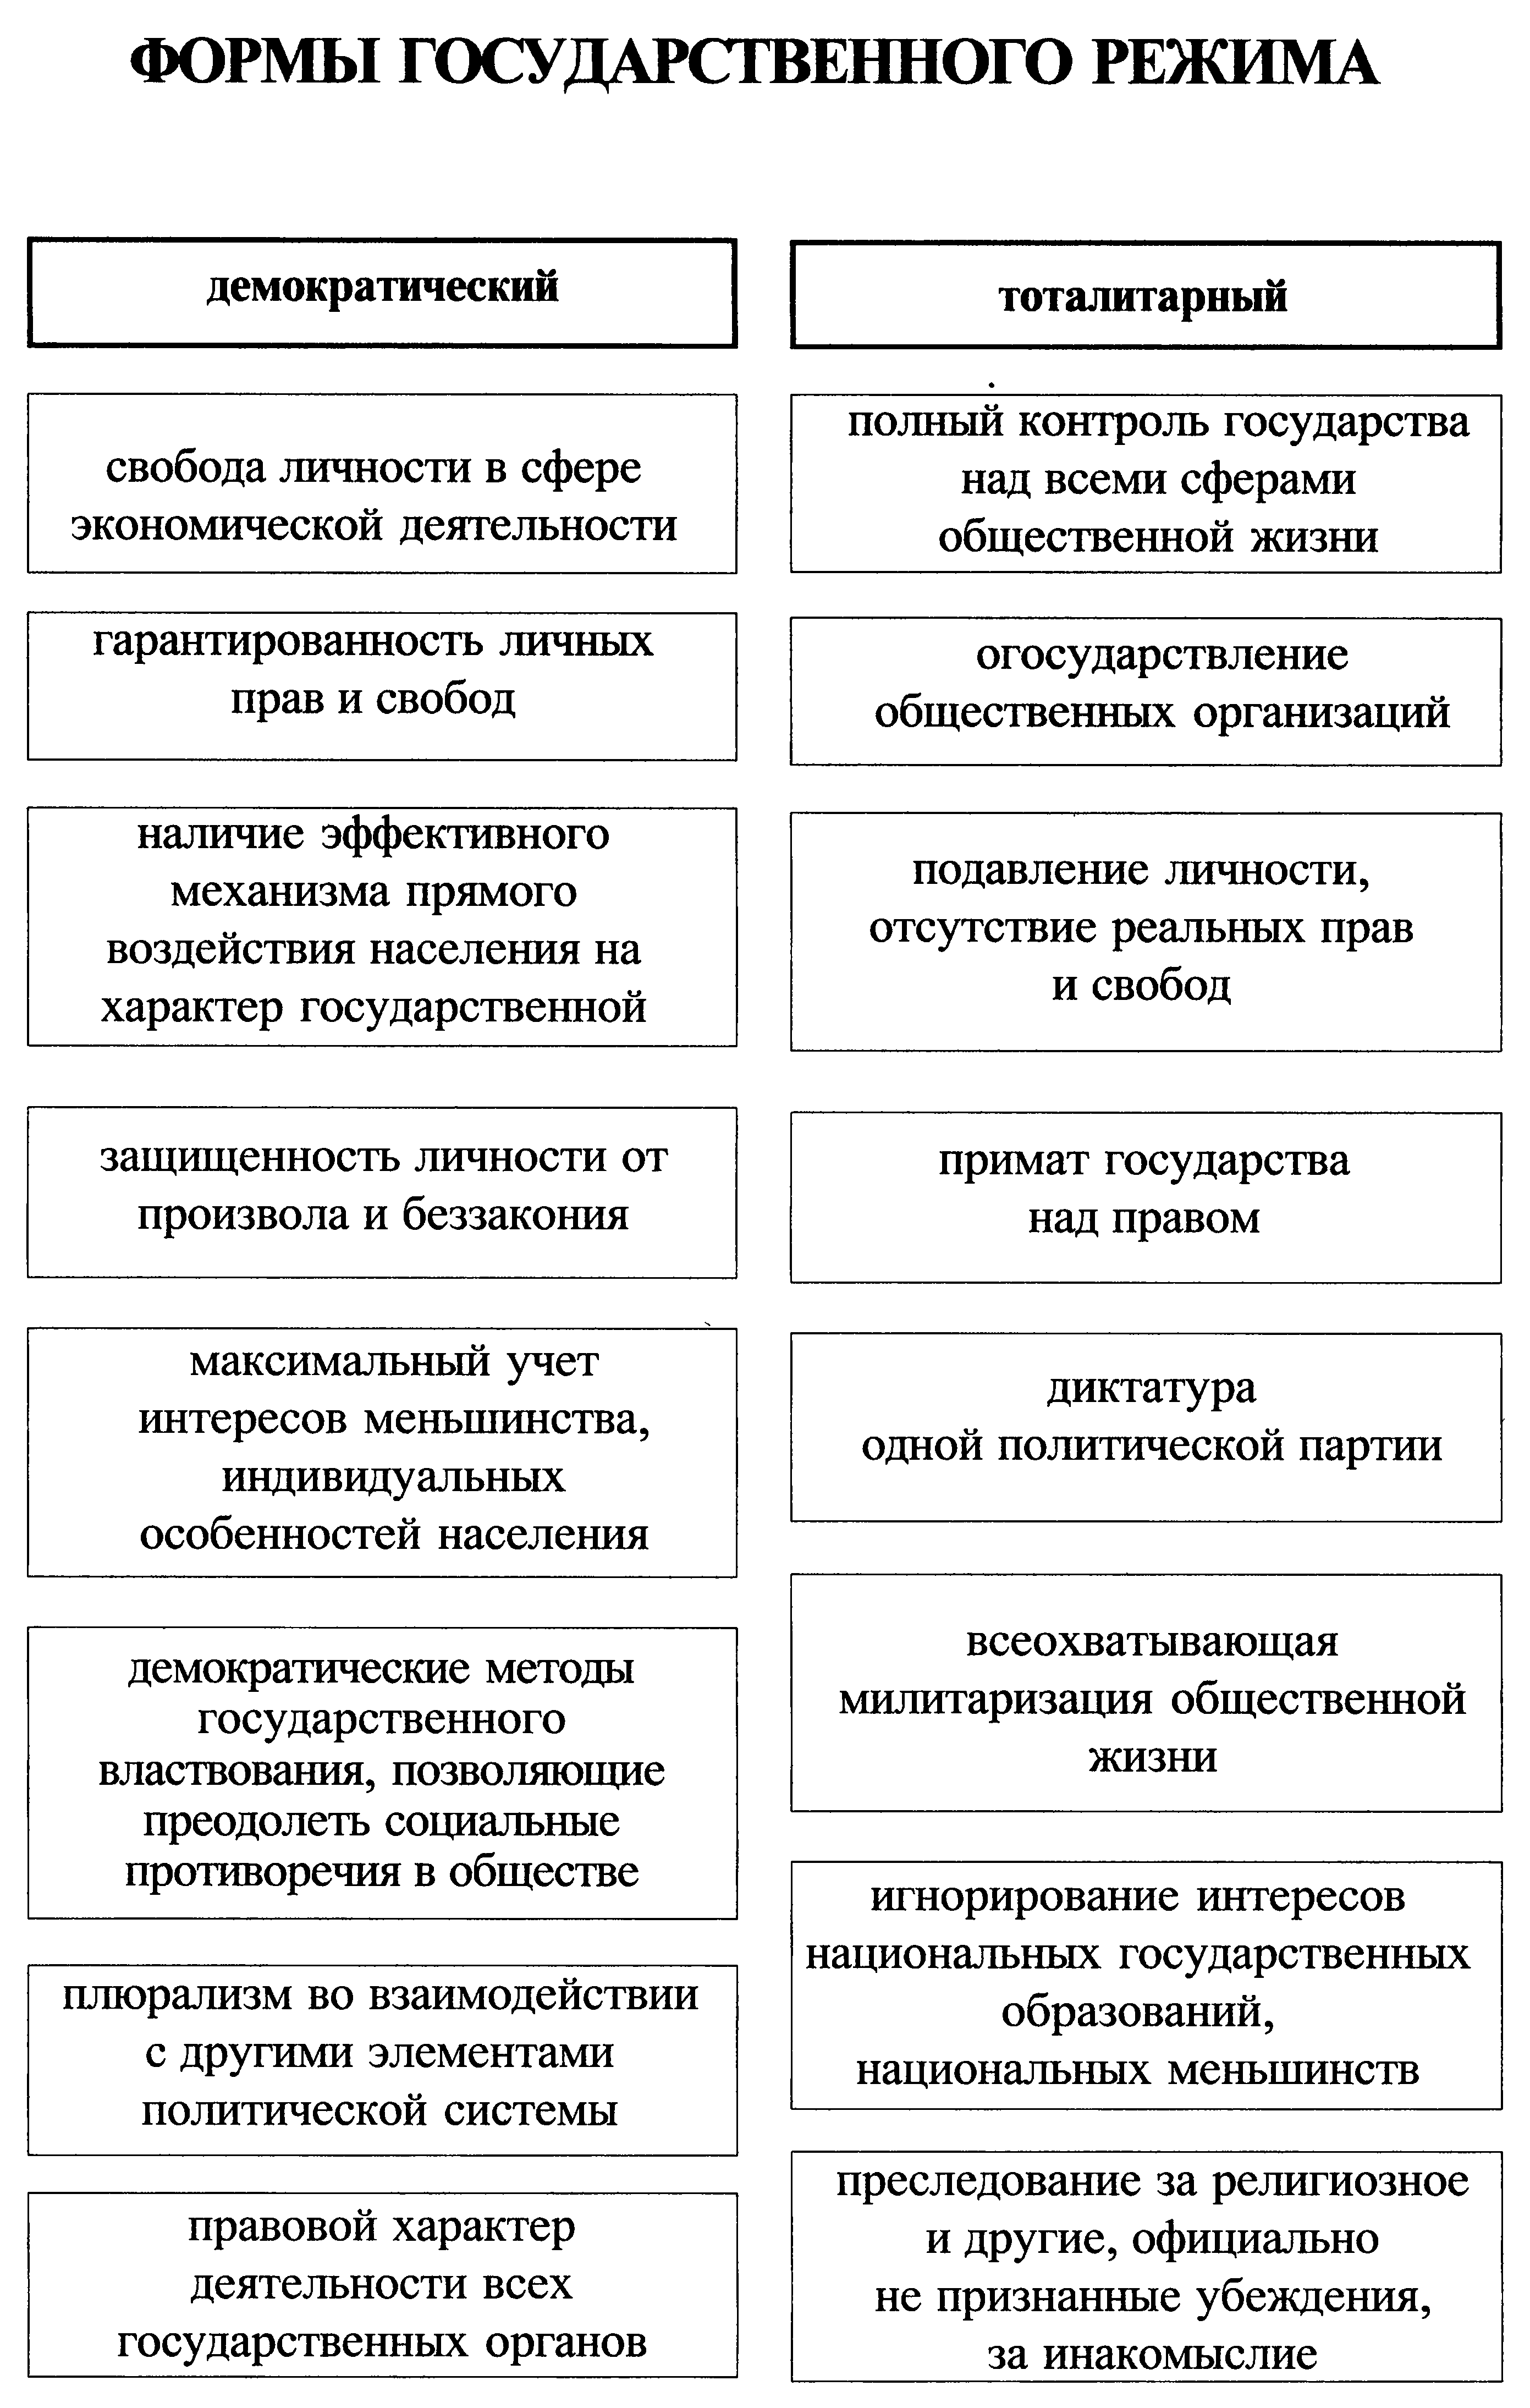 ФОРМЫ ГОСУДАРСТВЕННОГО РЕЖИМА
демократический
свобода личности в сфере
экономической деятельности
гарантированность личных
прав и свобод
наличие эффективного
механизма прямого
воздействия населения на
характер государственной
защищенность личности от
произвола и беззакония
максимальный учет
интересов меньшинства,
индивидуальных
особенностей населения
демократические методы
государственного
властвования, позволяющие
преодолеть социальные
противоречия в обществе
плюрализм во взаимодействии
с другими элементами
политической системы
правовой характер
деятельности всех
государственных органов
тоталитарный
полный контроль государства
над всеми сферами
общественной жизни
огосударствление
общественных организаций
подавление личности,
отсутствие реальных прав
и свобод
примат государства
над правом
диктатура
одной политической партии
всеохватывающая
милитаризация общественной
жизни
игнорирование интересов
национальных государственных
образований,
национальных меньшинств
преследование за религиозное
и другие, официально
не признанные убеждения,
за инакомыслие